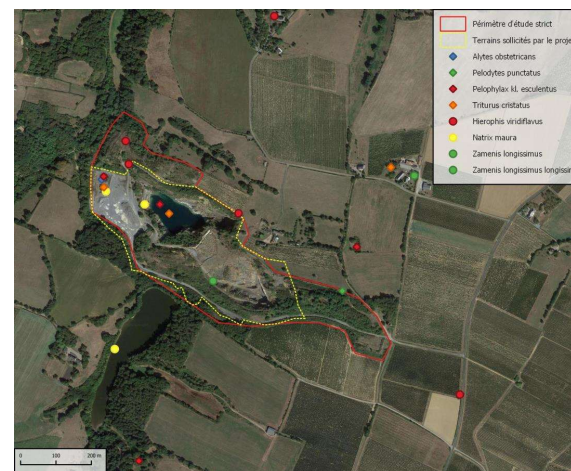 Périmètre d'étude strict
Terrains sollicités par le proje
Alytes obstetricans
Pelodytes punctatus
Pelophylax kl. esculentus
Triturus cristatus
Hierophis viridiflavus
Natrix maura
Zamenis longissimus
Zamenis longissimus longissi
0 100 200 m